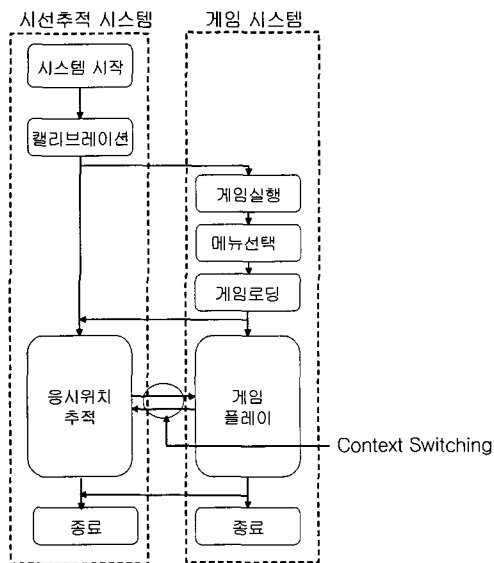 시선추적 시스템
게임 시스템
시스템 시작
캘리브레이션
게임실행
메뉴선택
게임로딩
응시위치
추적
게임
플레이
Context Switching
종료
종료